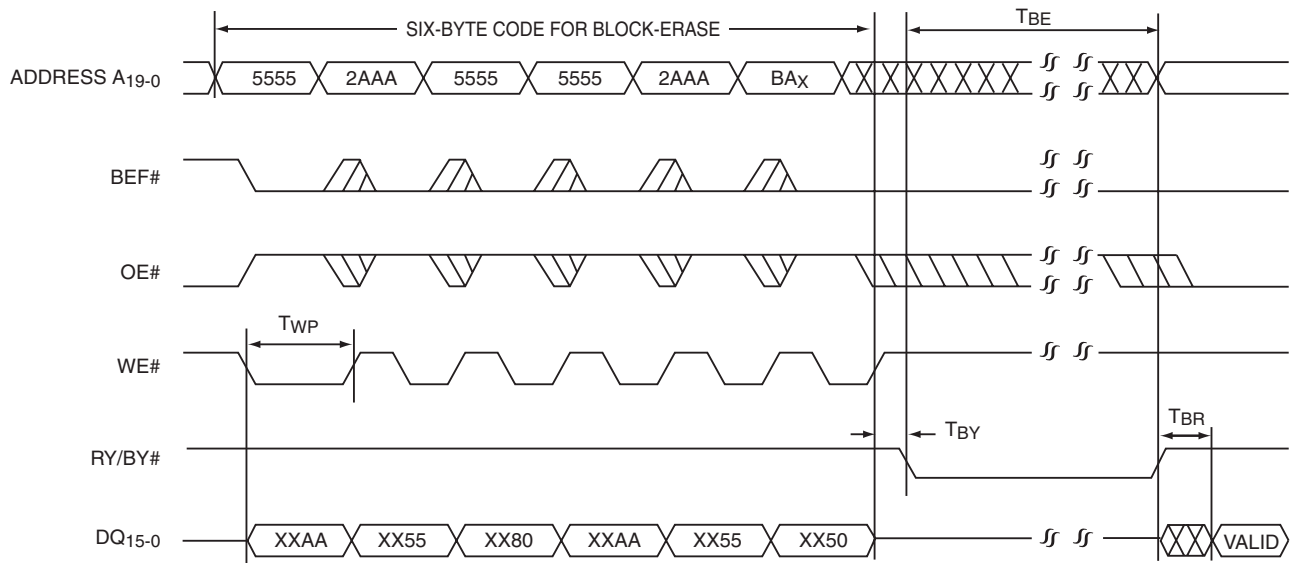 SIX-BYTE CODE FOR BLOCK-ERASE
TBE
ADDRESS A19-0
5555 2AAA 5555 5555 2AAA BAX
BEF#
OE#
TWP
WE#
TBR
TBY
RY/BY#
DQ15-0
XXAA XX55 XX80 XXAA XX55 XX50 VALID